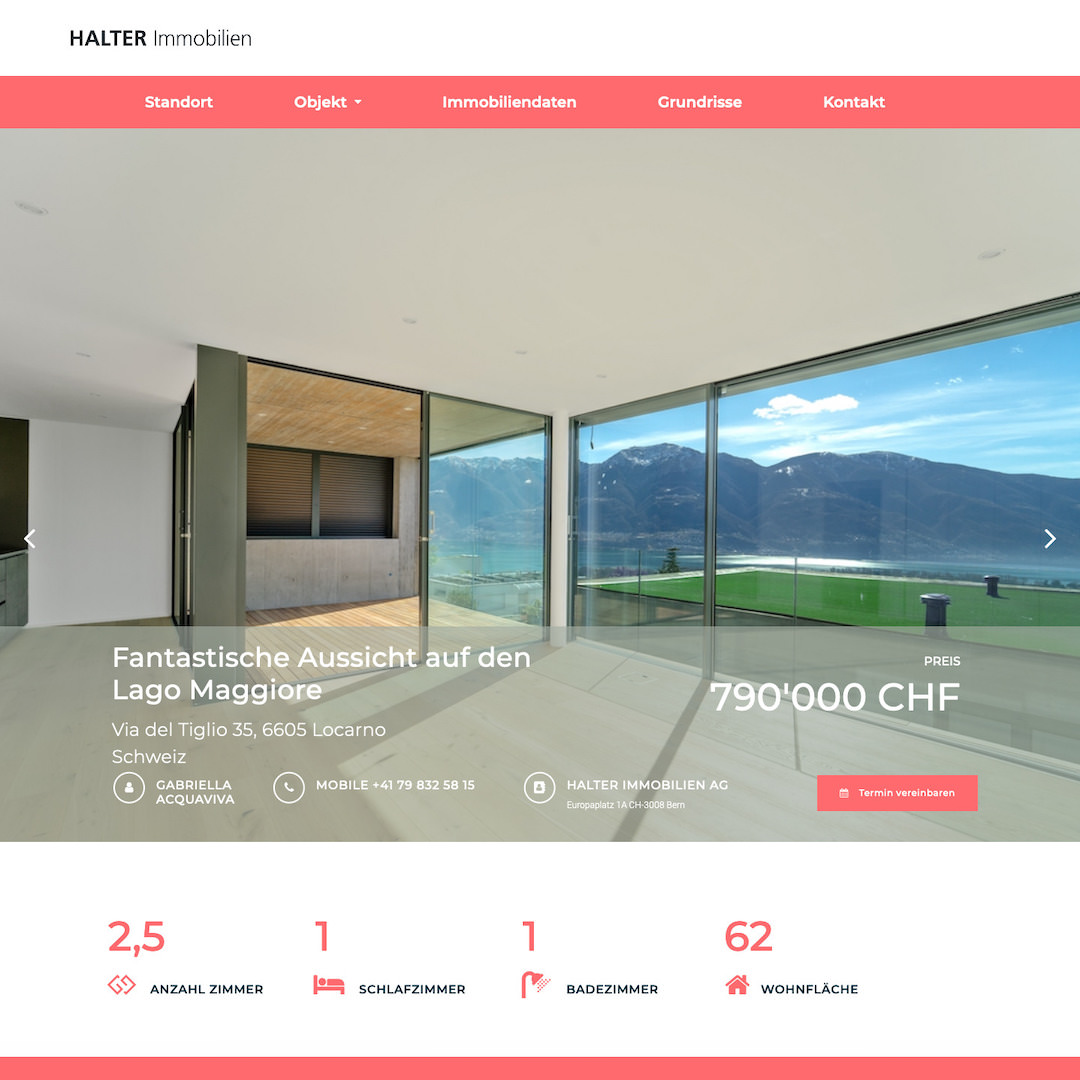 HALTER Immobilien
Standort Objekt Immobiliendaten Grundrisse Kontakt
Fantastische Aussicht auf den
Lago Maggiore
Via del Tiglio 35, 6605 Locarno
Schweiz
PREIS
790'000 CHF
GABRIELLA
ACQUAVIVA
MOBILE +41 79 832 58 15
HALTER IMMOBILIEN AG
Europaplatz 1A CH-3008 Bern
Termin vereinbaren
2,5 1 1 62
ANZAHL ZIMMER SCHLAFZIMMER BADEZIMMER WOHNFLÄCHE